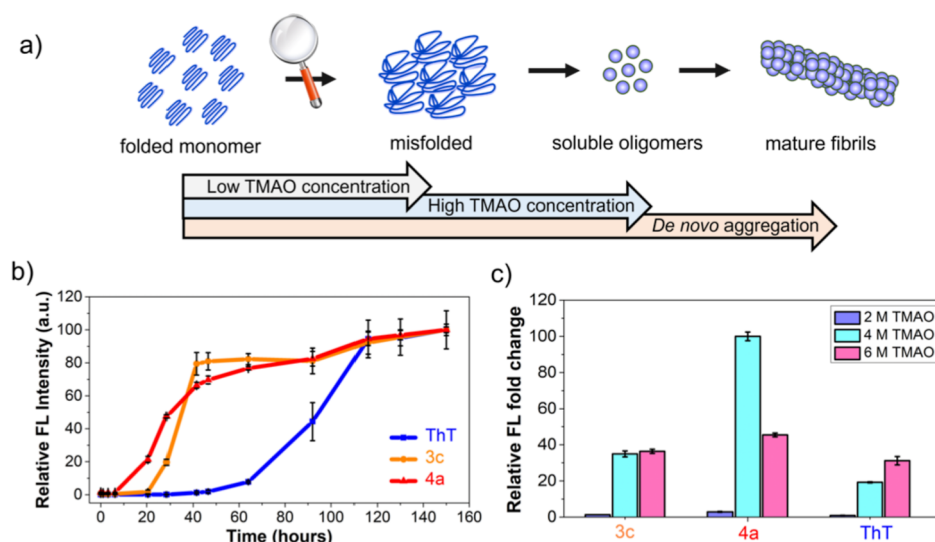 a)
folded monomer
misfolded
soluble oligomers
mature fibrils
Low TMAO concentration
High TMAO concentration
De novo aggregation
b)
Relative FL Intensity (a.u.)
120
100
80
60
40
20
0
0 20 40 60 80 100 120 140 160
Time (hours)
ThT
3c
4a
c)
Relative FL fold change
120
100
80
60
40
20
0
2 M TMAO
4 M TMAO
6 M TMAO
3c 4a ThT